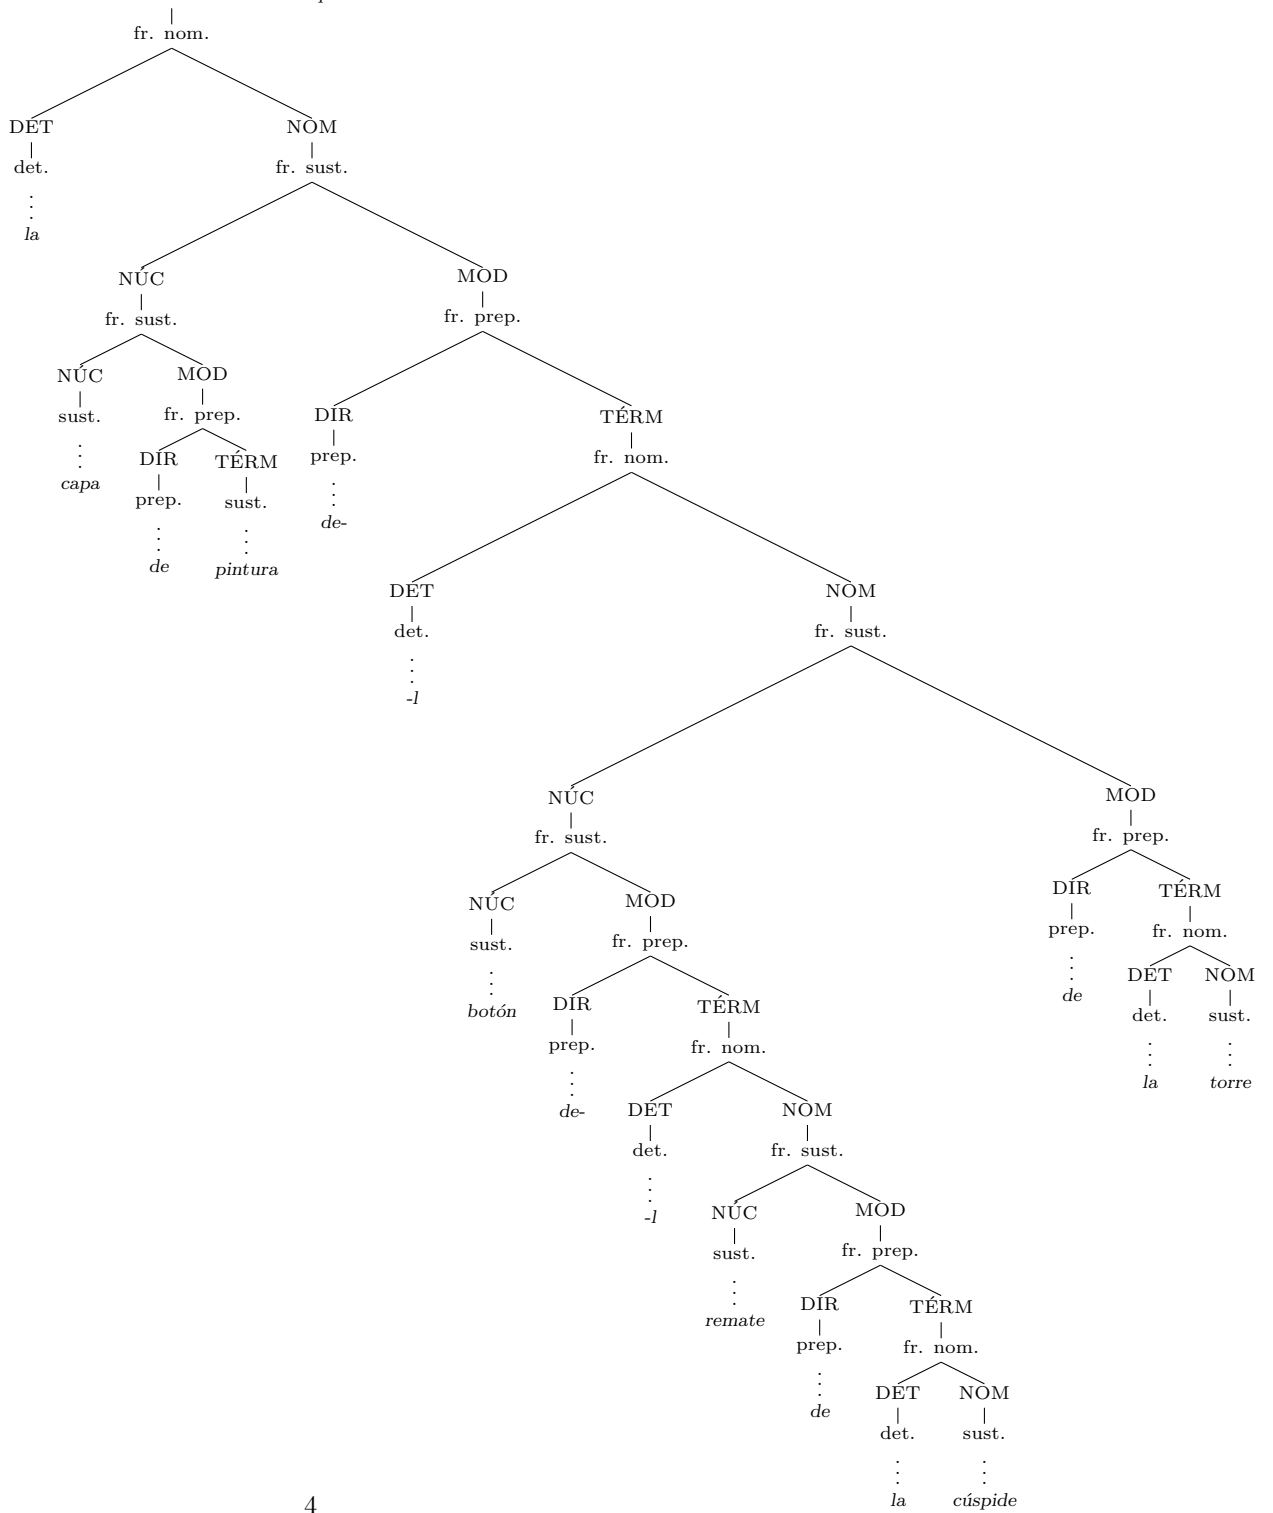 fr. nom.
DET NOM
det. fr. sust.
la
NÚC MOD
fr. sust. fr. prep.
NÚC MOD
sust. fr. prep.
DIR TÉRM
prep. fr. nom.
DIR TÉRM
capa prep. sust.
de-
de pintura
DET NOM
det. fr. sust.
-l
NÚC MOD
fr. sust. fr. prep.
NÚC MOD DIR TÉRM
sust. fr. prep. prep. fr. nom.
DET NOM
botón DIR TÉRM de det. sust.
prep. fr. nom.
la torre
de- DET NOM
det. fr. sust.
-l NÚC MOD
sust. fr. prep.
remate DIR TÉRM
prep. fr. nom.
de DET NOM
det. sust.
la cúspide
4